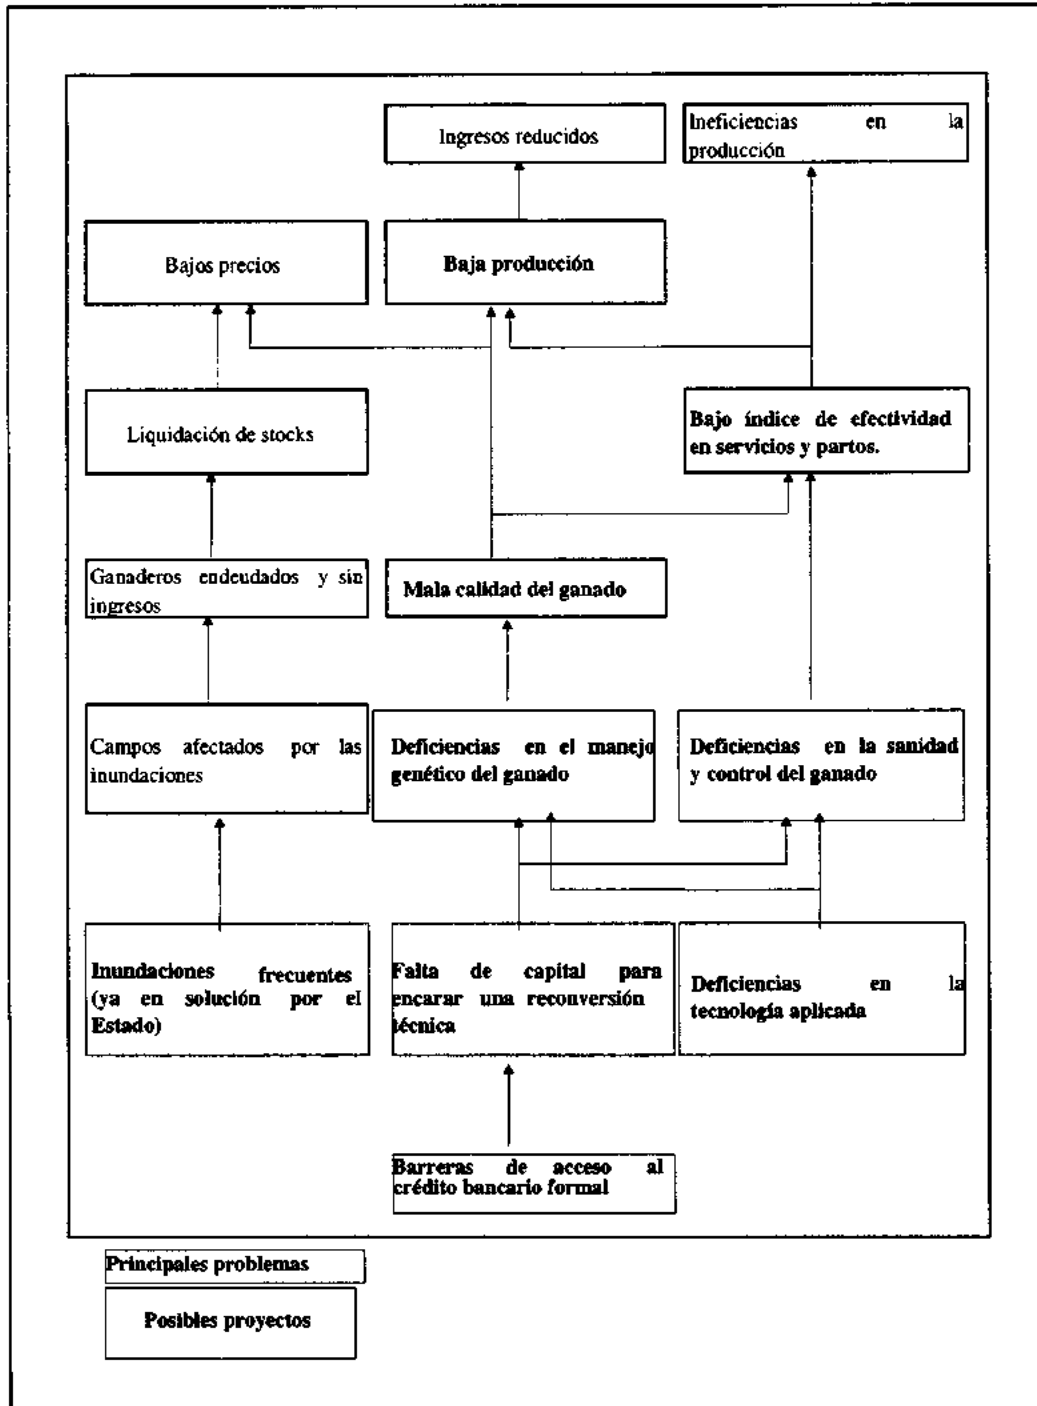 Ingresos reducidos
Ineficiencias en la
producción
Bajos precios
Baja producción
Liquidación de stocks
Bajo índice de efectividad
en servicios y partos.
Ganaderos endeudados y sin
ingresos
Mala calidad del ganado
Campos afectados por las
inundaciones
Deficiencias en el manejo
genético del ganado
Deficiencias en la sanidad
y control del ganado
Inundaciones frecuentes
(ya en solución por el
Estado)
Falta de capital para
encarar una reconversión
técnica
Deficiencias en la
tecnología aplicada
Barreras de acceso al
crédito bancario formal
Principales problemas
Posibles proyectos